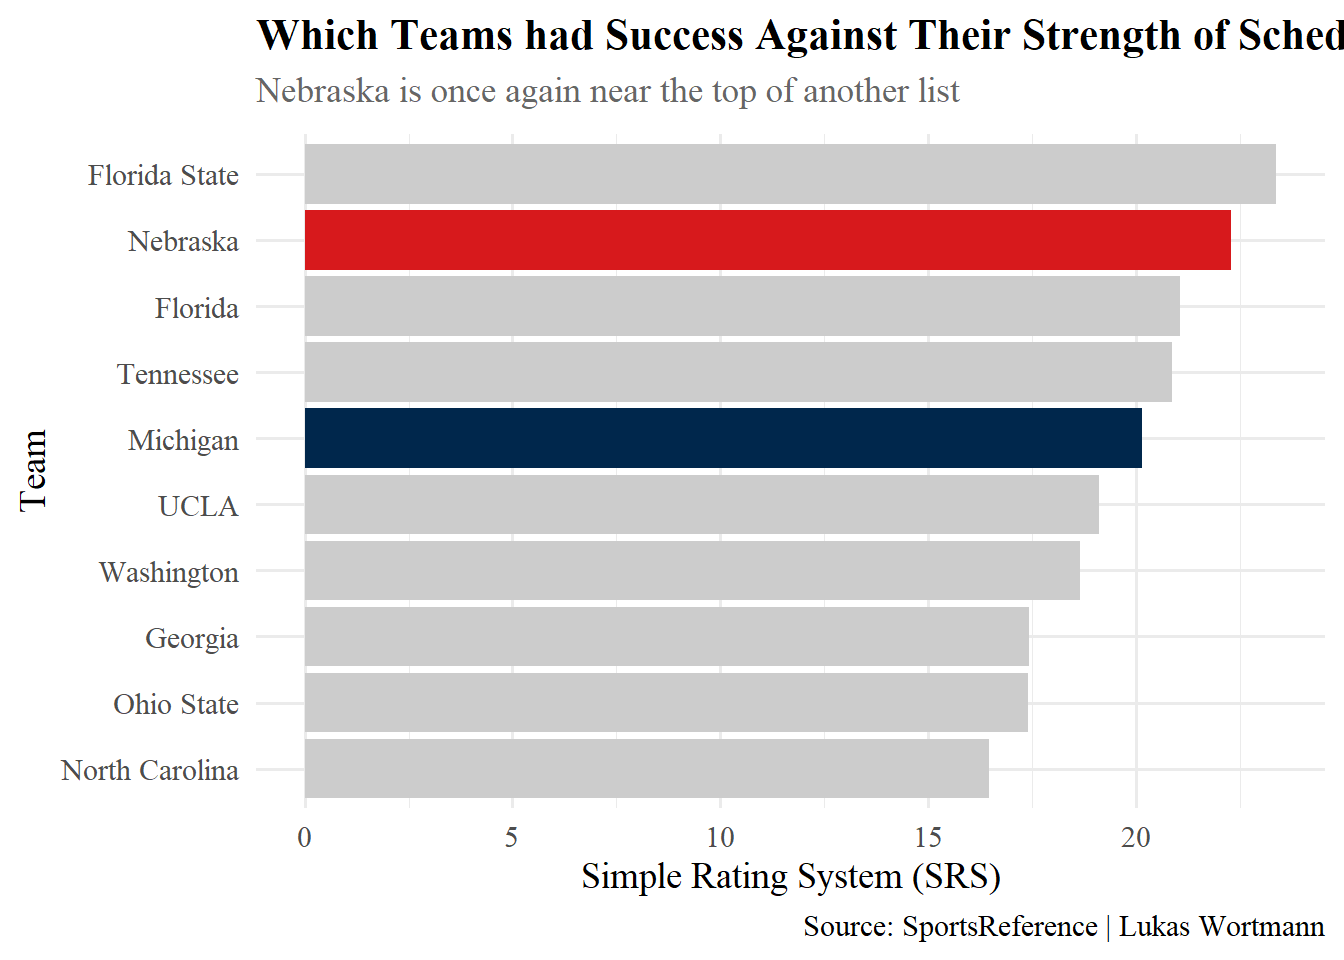 Which Teams had Success Against Their Strength of Sched
Nebraska is once again near the top of another list
Florida State
Nebraska
Florida
Tennessee
Michigan
UCLA
Washington
Georgia
Ohio State
North Carolina
Team
0 5 10 15 20
Simple Rating System (SRS)
Source: SportsReference | Lukas Wortmann